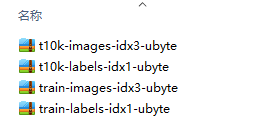 名称
t10k-images-idx3-ubyte
t10k-labels-idx1-ubyte
train-images-idx3-ubyte
train-labels-idx1-ubyte